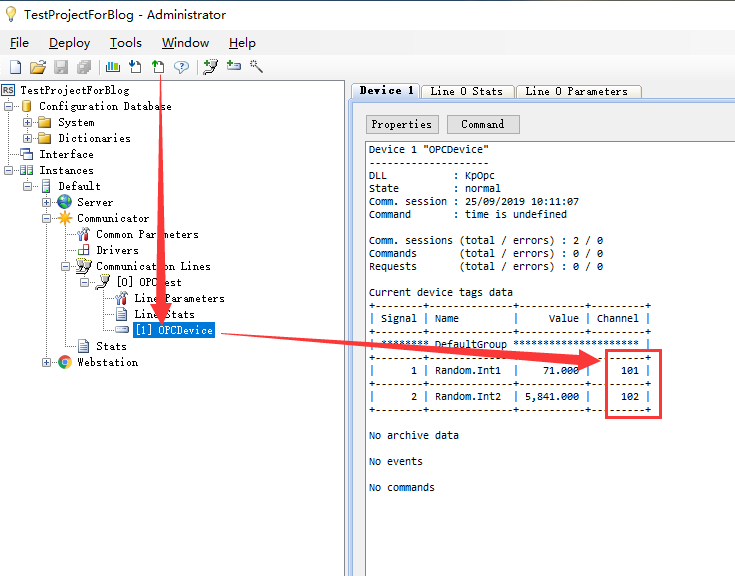 TestProjectForBlog - Administrator
File Deploy Tools Window Help
RS TestProjectForBlog
Configuration Database
System
Dictionaries
Interface
Instances
Default
Server
Communicator
Common Parameters
Drivers
Communication Lines
[0] OPCTest
Line Parameters
Line Stats
[1] OPCDevice
Stats
Webstation
Device 1 Line 0 Stats Line 0 Parameters
Properties Command
Device 1 "OPCDevice"
--------------------
DLL : KpOpc
State : normal
Comm. session : 25/09/2019 10:11:07
Command : time is undefined
Comm. sessions (total / errors) : 2 / 0
Commands (total / errors) : 0 / 0
Requests (total / errors) : 0 / 0
Current device tags data
+--------+-------------+-----------+---------+
| Signal | Name | Value | Channel |
+--------+-------------+-----------+---------+
| ******** DefaultGroup ******************** |
+--------+-------------+-----------+---------+
| 1 | Random.Int1 | 71.000 | 101 |
+--------+-------------+-----------+---------+
| 2 | Random.Int2 | 5,841.000 | 102 |
+--------+-------------+-----------+---------+
No archive data
No events
No commands